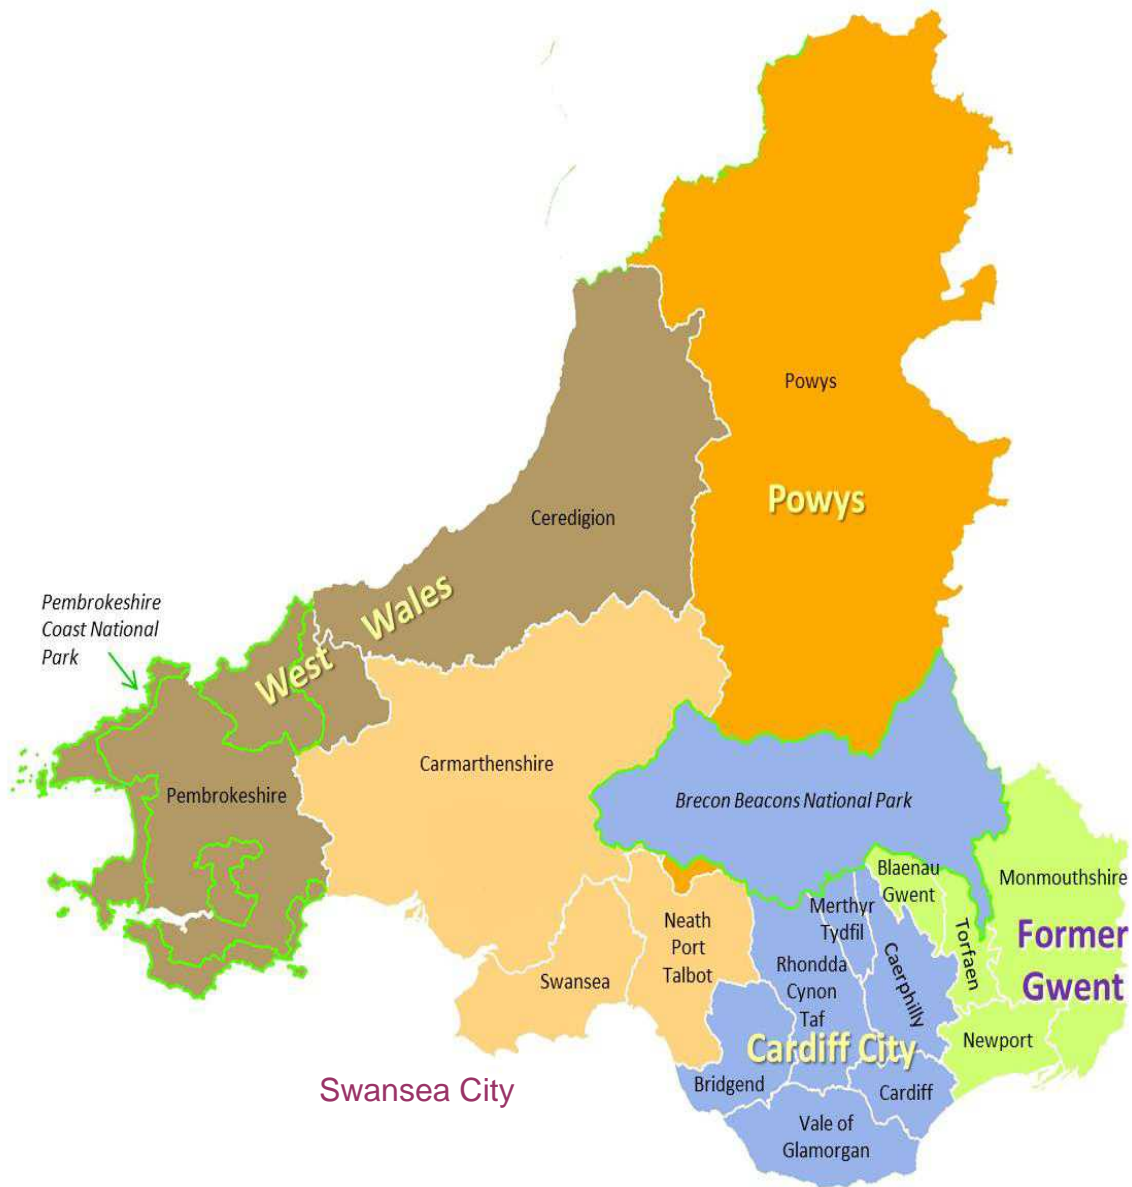 Powys
Powys
Ceredigion
West Wales
Pembrokeshire
Coast National
Park
Pembrokeshire
Carmarthenshire
Brecon Beacons National Park
Blaenau
Gwent
Monmouthshire
Merthyr
Tydfil
Neath
Port
Talbot
Torfaen
Former
Gwent
Caerphilly
Rhondda
Cynon
Taf
Swansea
Newport
Cardiff City
Bridgend
Cardiff
Swansea City
Vale of
Glamorgan